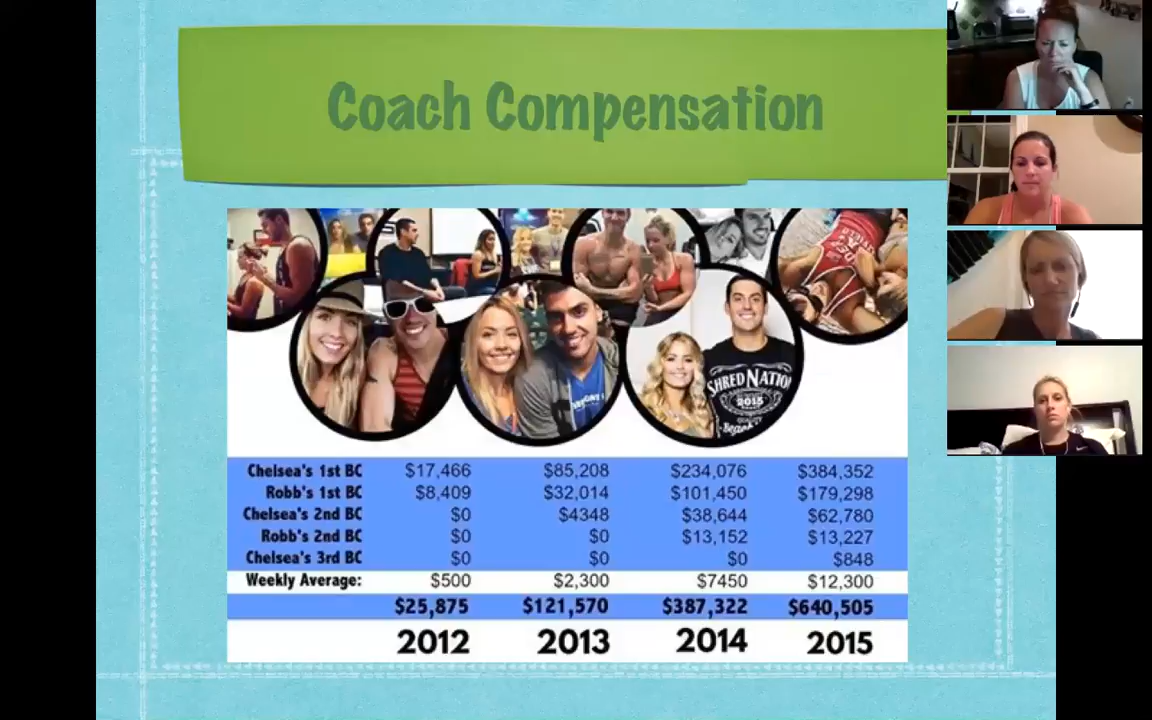 Coach Compensation
SHRED NATIO
2015
QUALITY
Beach
Chelsea's 1st BC $17,466 $85,208 $234,076 $384,352
Robb's 1st BC $8,409 $32,014 $101,450 $179,298
Chelsea's 2nd BC $0 $4348 $38,644 $62,780
Robb's 2nd BC $0 $0 $13,152 $13,227
Chelsea's 3rd BC $0 $0 $0 $848
Weekly Average: $500 $2,300 $7450 $12,300
$25,875 $121,570 $387,322 $640,505
2012 2013 2014 2015